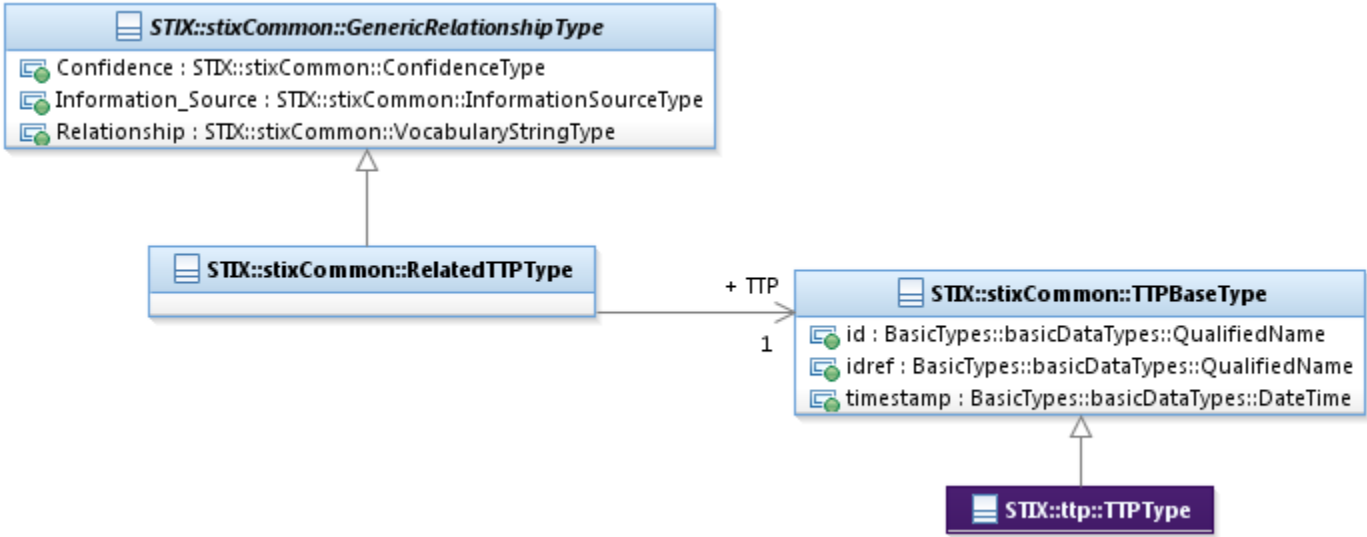 STIX::stixCommon::GenericRelationshipType
Confidence : STIX::stixCommon::ConfidenceType
Information_Source : STIX::stixCommon::InformationSourceType
Relationship : STIX::stixCommon::VocabularyStringType
STIX::stixCommon::RelatedTTPType
+ TTP
1
STIX::stixCommon::TTPBaseType
id : BasicTypes::basicDataTypes::QualifiedName
idref : BasicTypes::basicDataTypes::QualifiedName
timestamp : BasicTypes::basicDataTypes::DateTime
STIX::ttp::TTPType